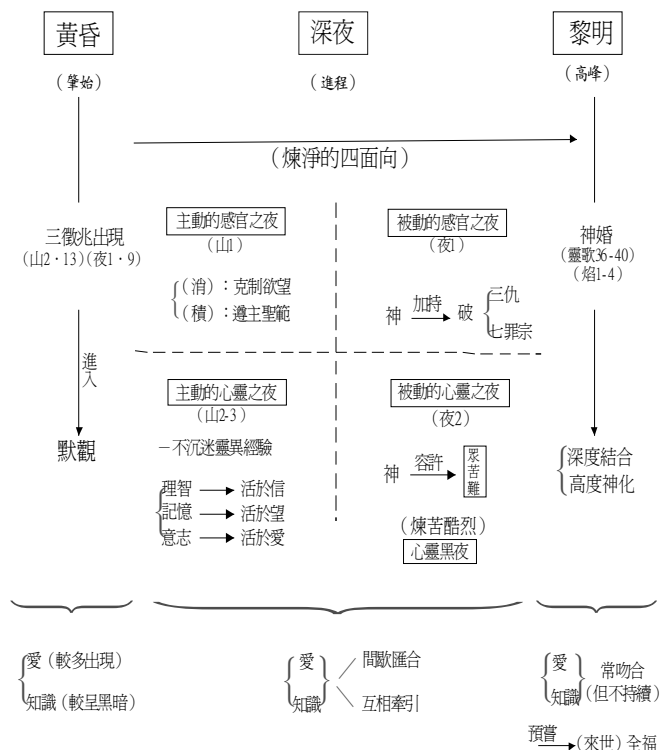 黃昏
深夜
黎明
(肇始)
(進程)
(高峰)
(煉淨的四面向)
三徵兆出現
(山2‧13)(夜1‧9)
進入
默觀
主動的感官之夜
(山1)
(消):克制欲望
(積):遵主聖範
被動的感官之夜
(夜1)
神
加持
破
三仇
七罪宗
主動的心靈之夜
(山2-3)
–不沉迷靈異經驗
理智
活於信
記憶
活於望
意志
活於愛
被動的心靈之夜
(夜2)
神
容許
眾苦難
(煉苦酷烈)
心靈黑夜
神婚
(靈歌36-40)
(焰1-4)
深度結合
高度神化
愛(較多出現)
知識(較呈黑暗)
愛
知識
間歇匯合
互相牽引
愛
知識
常吻合
(但不持續)
預嘗
(來世)全福